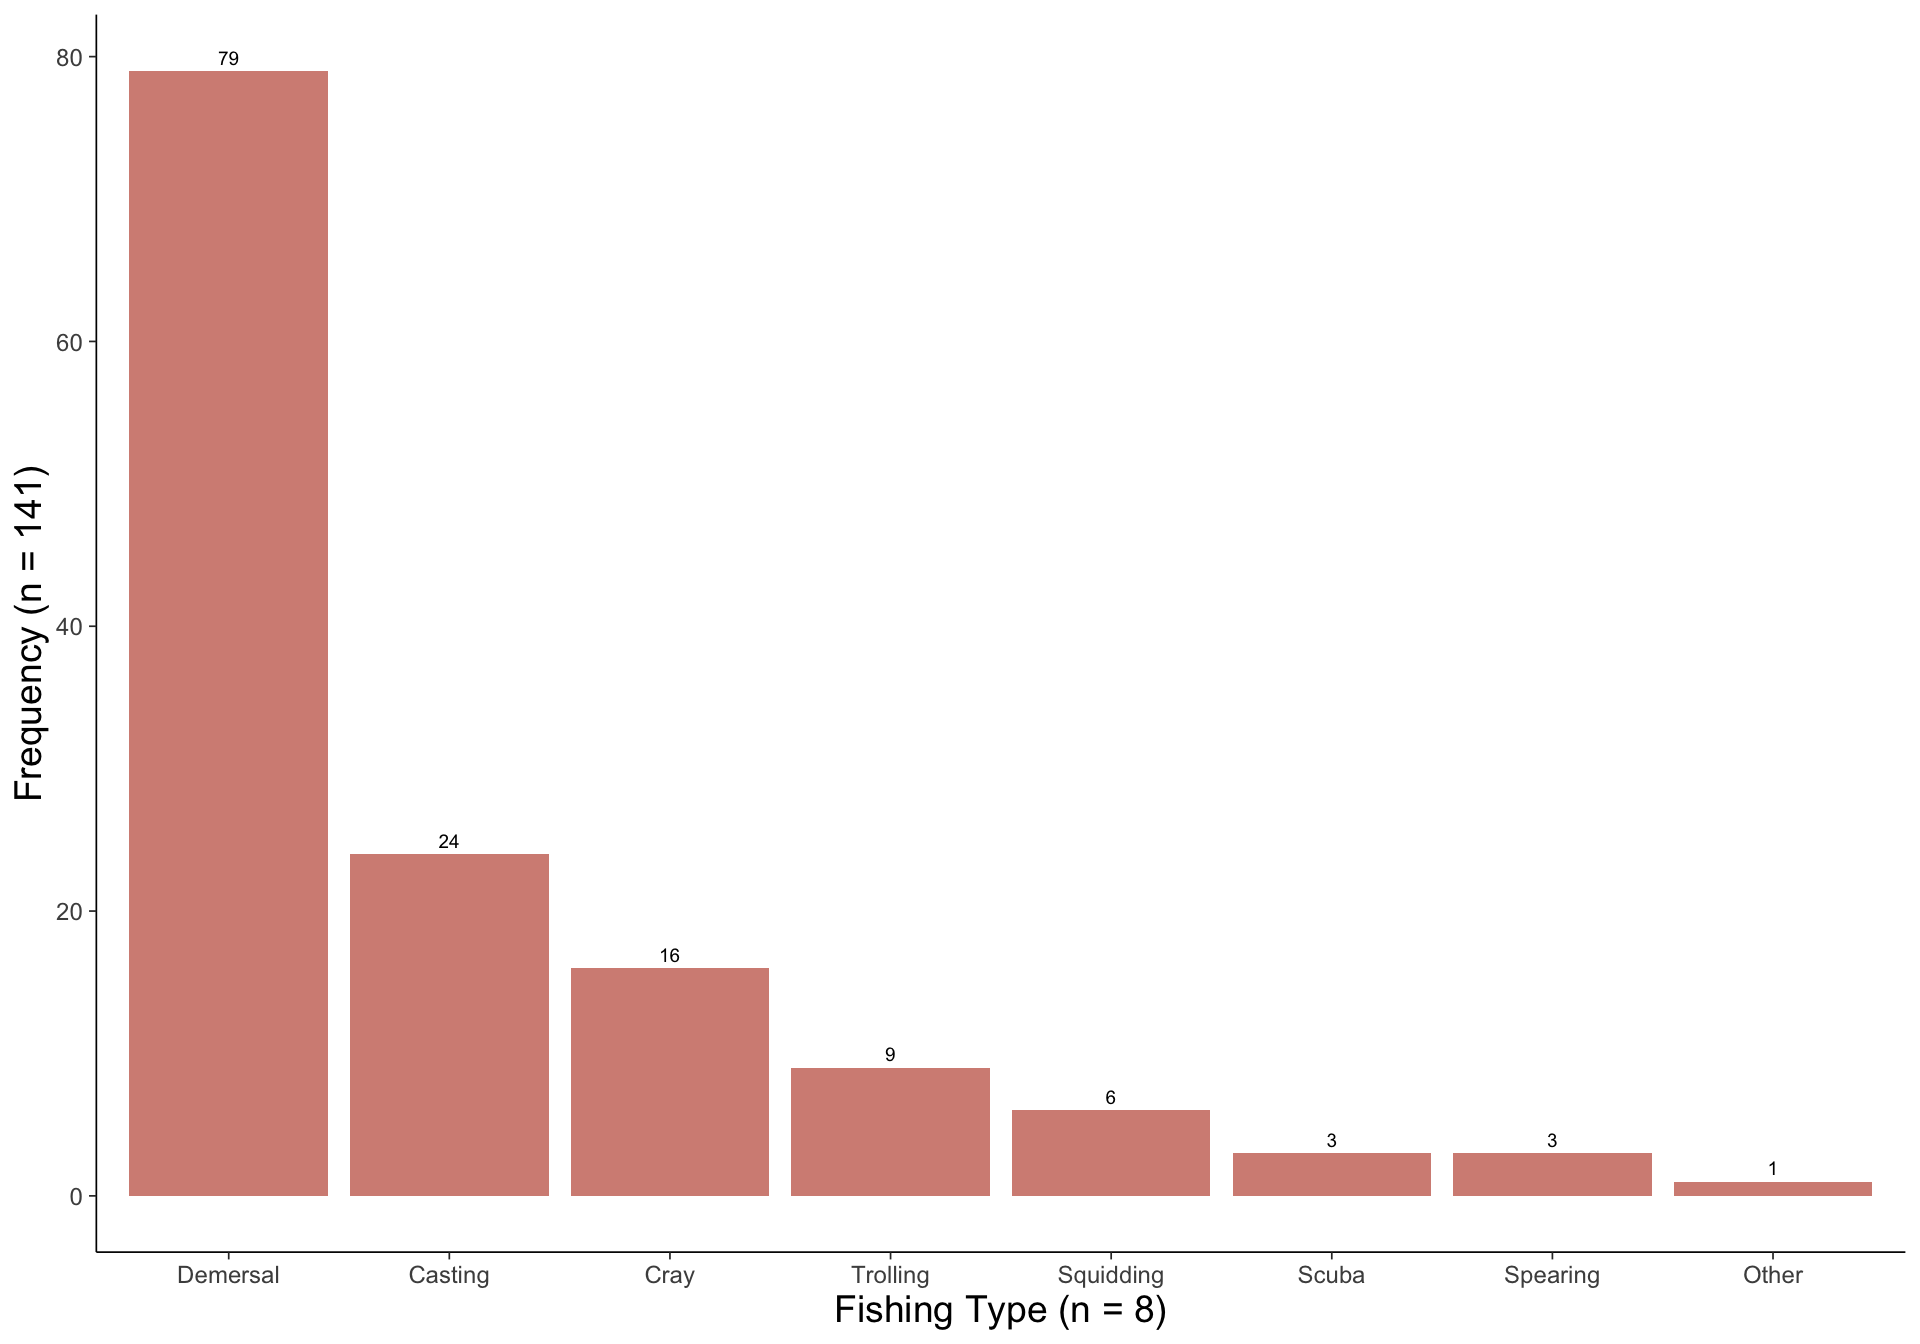 Frequency (n = 141)
80
60
40
20
0
79
24
16
9
6
3
3
1
Demersal
Casting
Cray
Trolling
Squidding
Scuba
Spearing
Other
Fishing Type (n = 8)